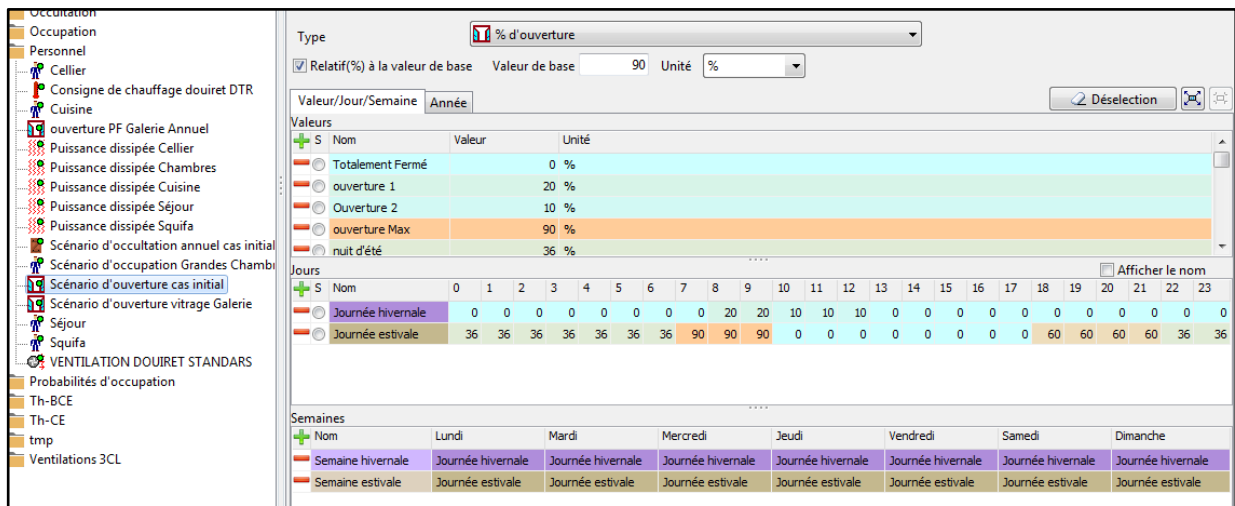 Occultation
Occupation
Personnel
Cellier
Consigne de chauffage douiret DTR
Cuisine
ouverture PF Galerie Annuel
Puissance dissipée Cellier
Puissance dissipée Chambres
Puissance dissipée Cuisine
Puissance dissipée Séjour
Puissance dissipée Squifa
Scénario d'occultation annuel cas initial
Scénario d'occupation Grandes Chamb
Scénario d'ouverture cas initial
Scénario d'ouverture vitrage Galerie
Séjour
Squifa
VENTILATION DOUIRET STANDARS
Probabilités d'occupation
Th-BCE
Th-CE
tmp
Ventilations 3CL
Type % d'ouverture
Relatif(%) à la valeur de base Valeur de base 90 Unité %
Valeur/Jour/Semaine Année Déselection
Valeurs
S Nom Valeur Unité
Totalement Fermé 0 %
ouverture 1 20 %
Ouverture 2 10 %
ouverture Max 90 %
nuit d'été 36 %
Jours Afficher le nom
S Nom 0 1 2 3 4 5 6 7 8 9 10 11 12 13 14 15 16 17 18 19 20 21 22 23
Journée hivernale 0 0 0 0 0 0 0 0 20 20 10 10 10 0 0 0 0 0 0 0 0 0 0 0
Journée estivale 36 36 36 36 36 36 36 90 90 90 0 0 0 0 0 0 0 0 60 60 60 60 36 36
Semaines
Nom Lundi Mardi Mercredi Jeudi Vendredi Samedi Dimanche
Semaine hivernale Journée hivernale Journée hivernale Journée hivernale Journée hivernale Journée hivernale Journée hivernale Journée hivernale
Semaine estivale Journée estivale Journée estivale Journée estivale Journée estivale Journée estivale Journée estivale Journée estivale